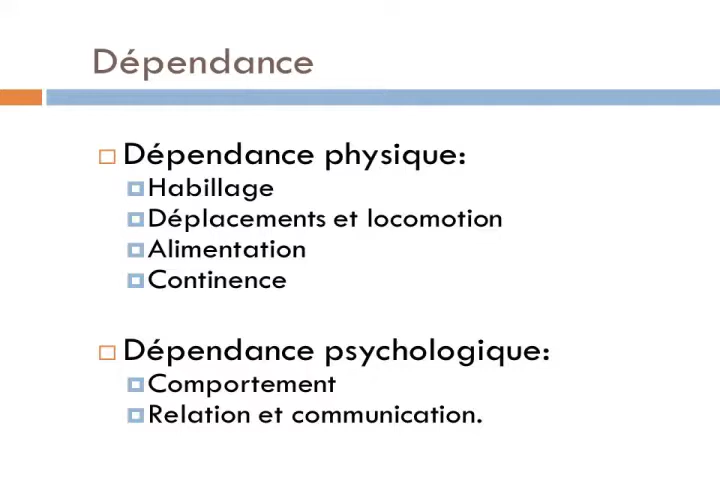 Dépendance
Dépendance physique:
Habillage
Déplacements et locomotion
Alimentation
Continence
Dépendance psychologique:
Comportement
Relation et communication.